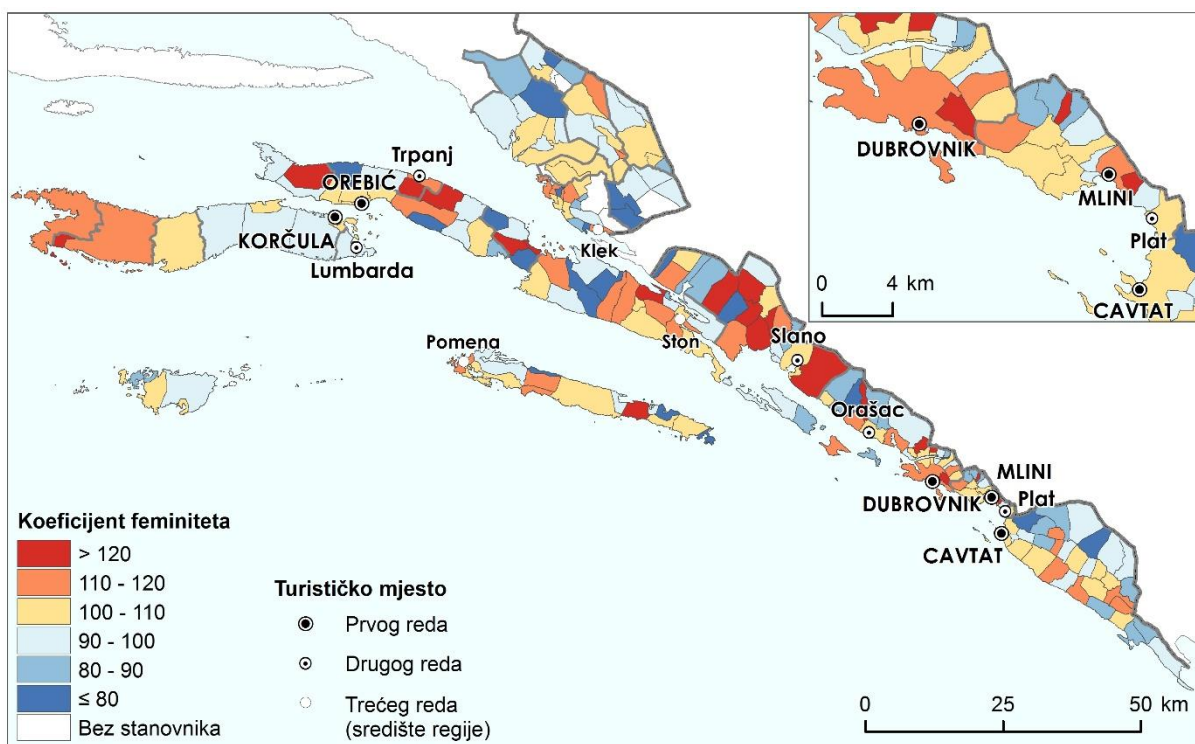 Trpanj
OREBIĆ
KORČULA
Lumbarda
Klek
Pomena
Ston
Slano
Orašac
DUBROVNIK
MLINI
Plat
CAVTAT
DUBROVNIK
MLINI
Plat
CAVTAT
0 4 km
Koeficijent feminiteta
> 120
110 - 120
100 - 110
90 - 100
80 - 90
≤ 80
Bez stanovnika
Turističko mjesto
Prvog reda
Drugog reda
Trećeg reda
(središte regije)
0 25 50 km